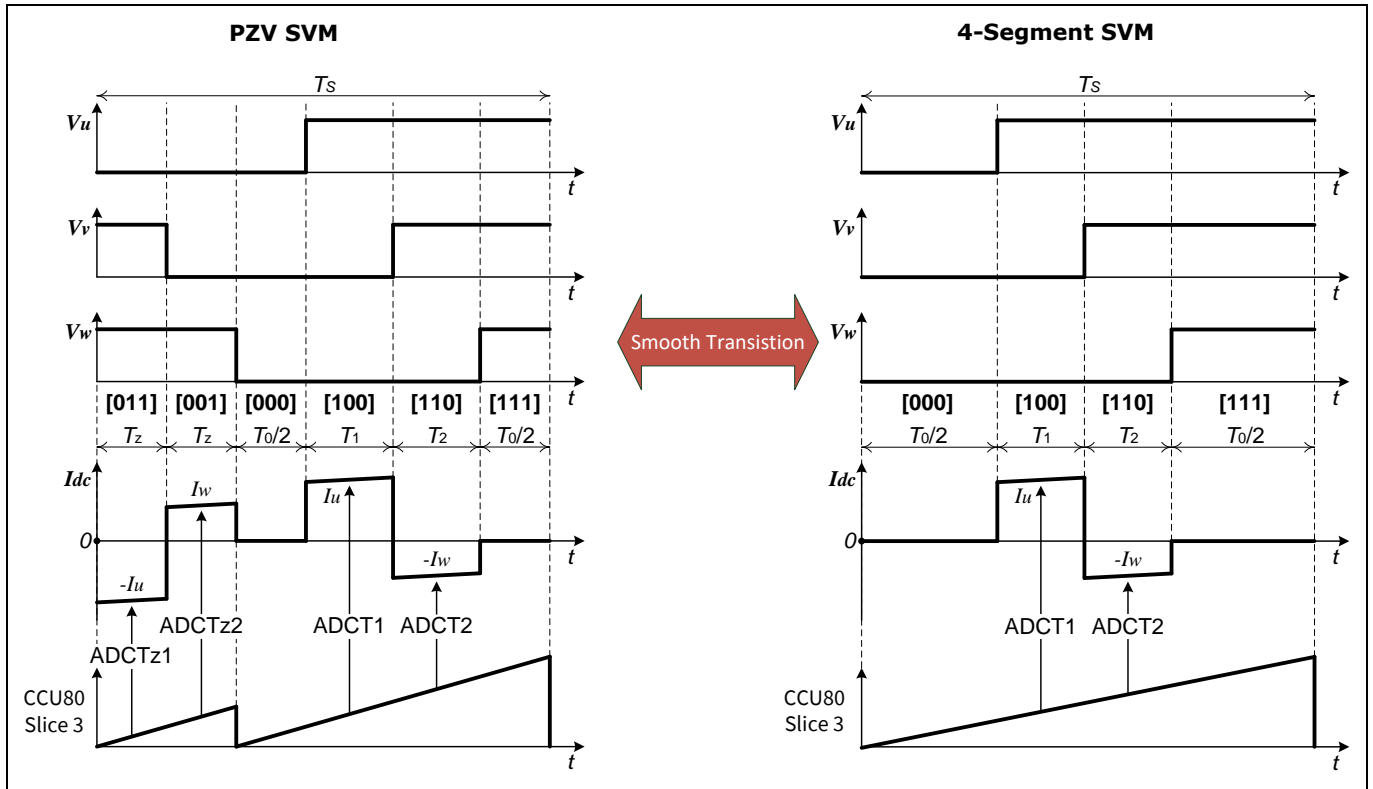 PZV SVM
Ts
Vu
t
Vv
t
Vw
t
[011] [001] [000] [100] [110] [111]
Tz Tz T0/2 T1 T2 T0/2
Idc
Iu
Iw
0
t
-Iu
-Iw
ADCTz2 ADCT1 ADCT2
ADCTz1
CCU80
Slice 3
t
Smooth Transistion
4-Segment SVM
Ts
Vu
t
Vv
t
Vw
t
[000] [100] [110] [111]
T0/2 T1 T2 T0/2
Idc
Iu
0
t
-Iw
ADCT1 ADCT2
CCU80
Slice 3
t